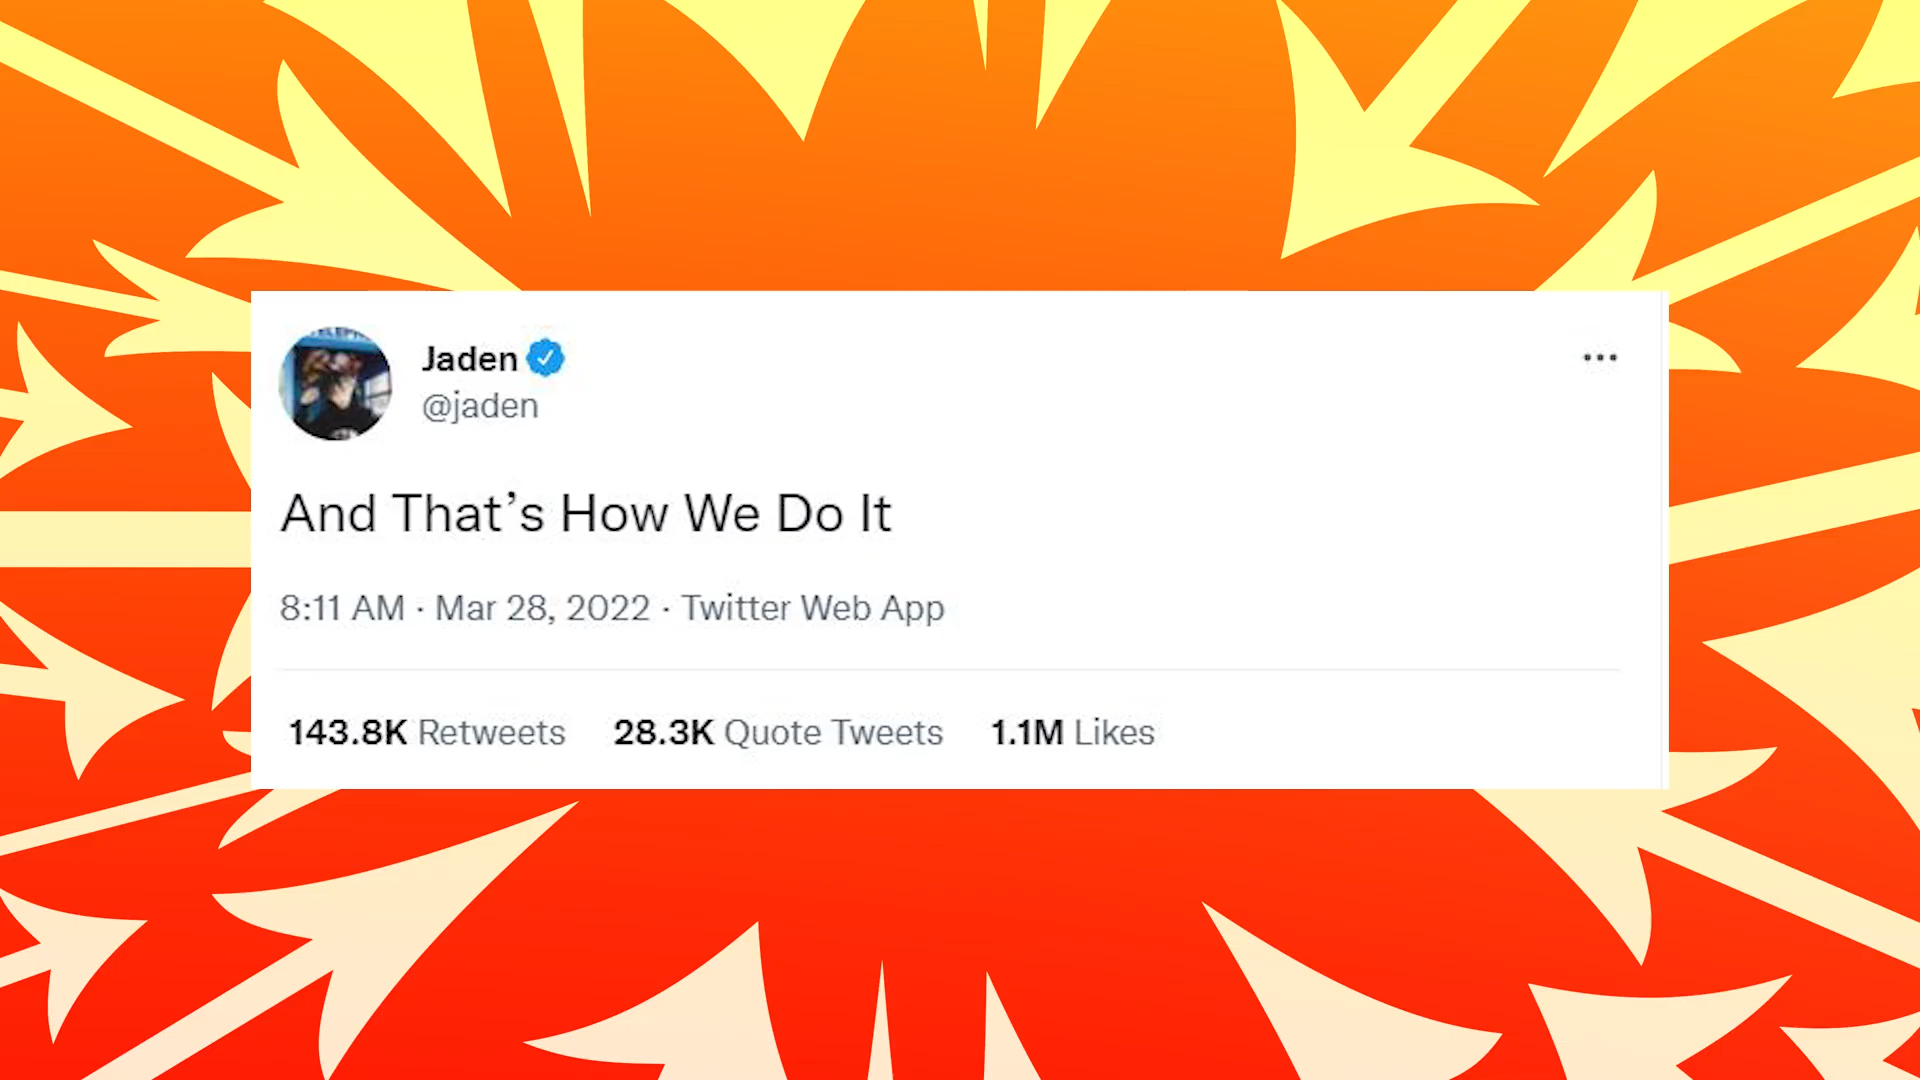 Jaden
@jaden
And That’s How We Do It
8:11 AM · Mar 28, 2022 · Twitter Web App
143.8K Retweets 28.3K Quote Tweets 1.1M Likes